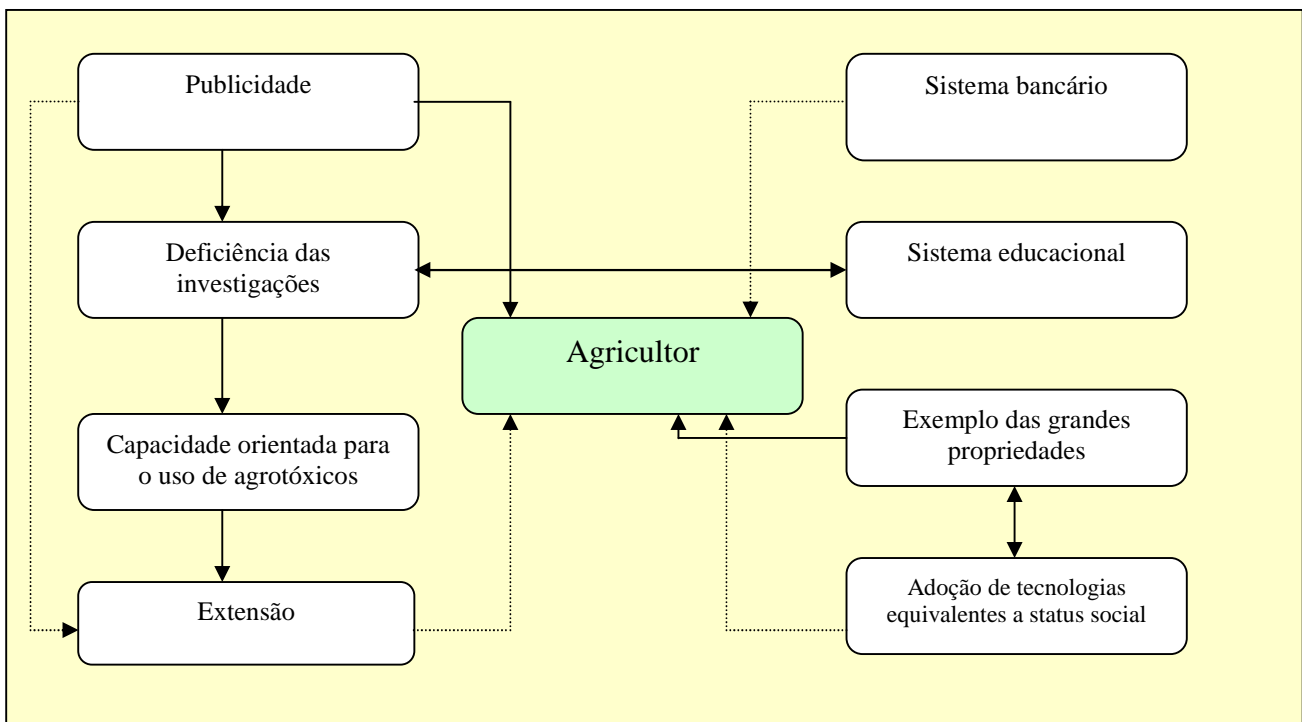 Publicidade
Sistema bancário
Deficiência das
investigações
Sistema educacional
Agricultor
Capacidade orientada para
o uso de agrotóxicos
Exemplo das grandes
propriedades
Extensão
Adoção de tecnologias
equivalentes a status social